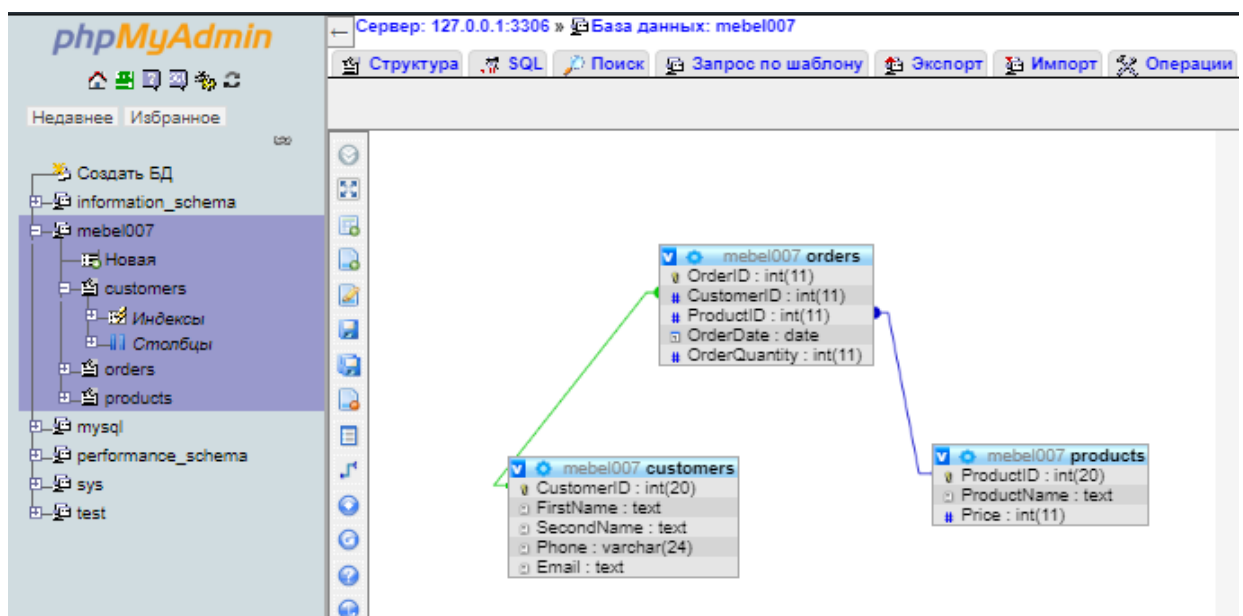 phpMyAdmin
Недавнее Избранное
Создать БД
information_schema
mebel007
Новая
customers
Индексы
Столбцы
orders
products
mysql
performance_schema
sys
test
← Сервер: 127.0.0.1:3306 » База данных: mebel007
Структура SQL Поиск Запрос по шаблону Экспорт Импорт Операции
mebel007 orders
OrderID : int(11)
CustomerID : int(11)
ProductID : int(11)
OrderDate : date
OrderQuantity : int(11)
mebel007 customers
CustomerID : int(20)
FirstName : text
SecondName : text
Phone : varchar(24)
Email : text
mebel007 products
ProductID : int(20)
ProductName : text
Price : int(11)